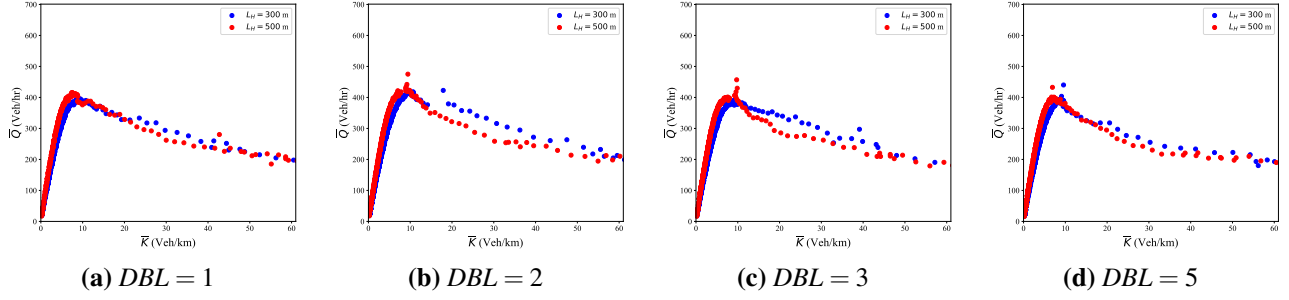 700
600
500
400
300
200
100
0
Q̅ (Veh/hr)
0 10 20 30 40 50 60
K̅ (Veh/km)
L_H = 300 m
L_H = 500 m
(a) DBL = 1
700
600
500
400
300
200
100
0
Q̅ (Veh/hr)
0 10 20 30 40 50 60
K̅ (Veh/km)
L_H = 300 m
L_H = 500 m
(b) DBL = 2
700
600
500
400
300
200
100
0
Q̅ (Veh/hr)
0 10 20 30 40 50 60
K̅ (Veh/km)
L_H = 300 m
L_H = 500 m
(c) DBL = 3
700
600
500
400
300
200
100
0
Q̅ (Veh/hr)
0 10 20 30 40 50 60
K̅ (Veh/km)
L_H = 300 m
L_H = 500 m
(d) DBL = 5